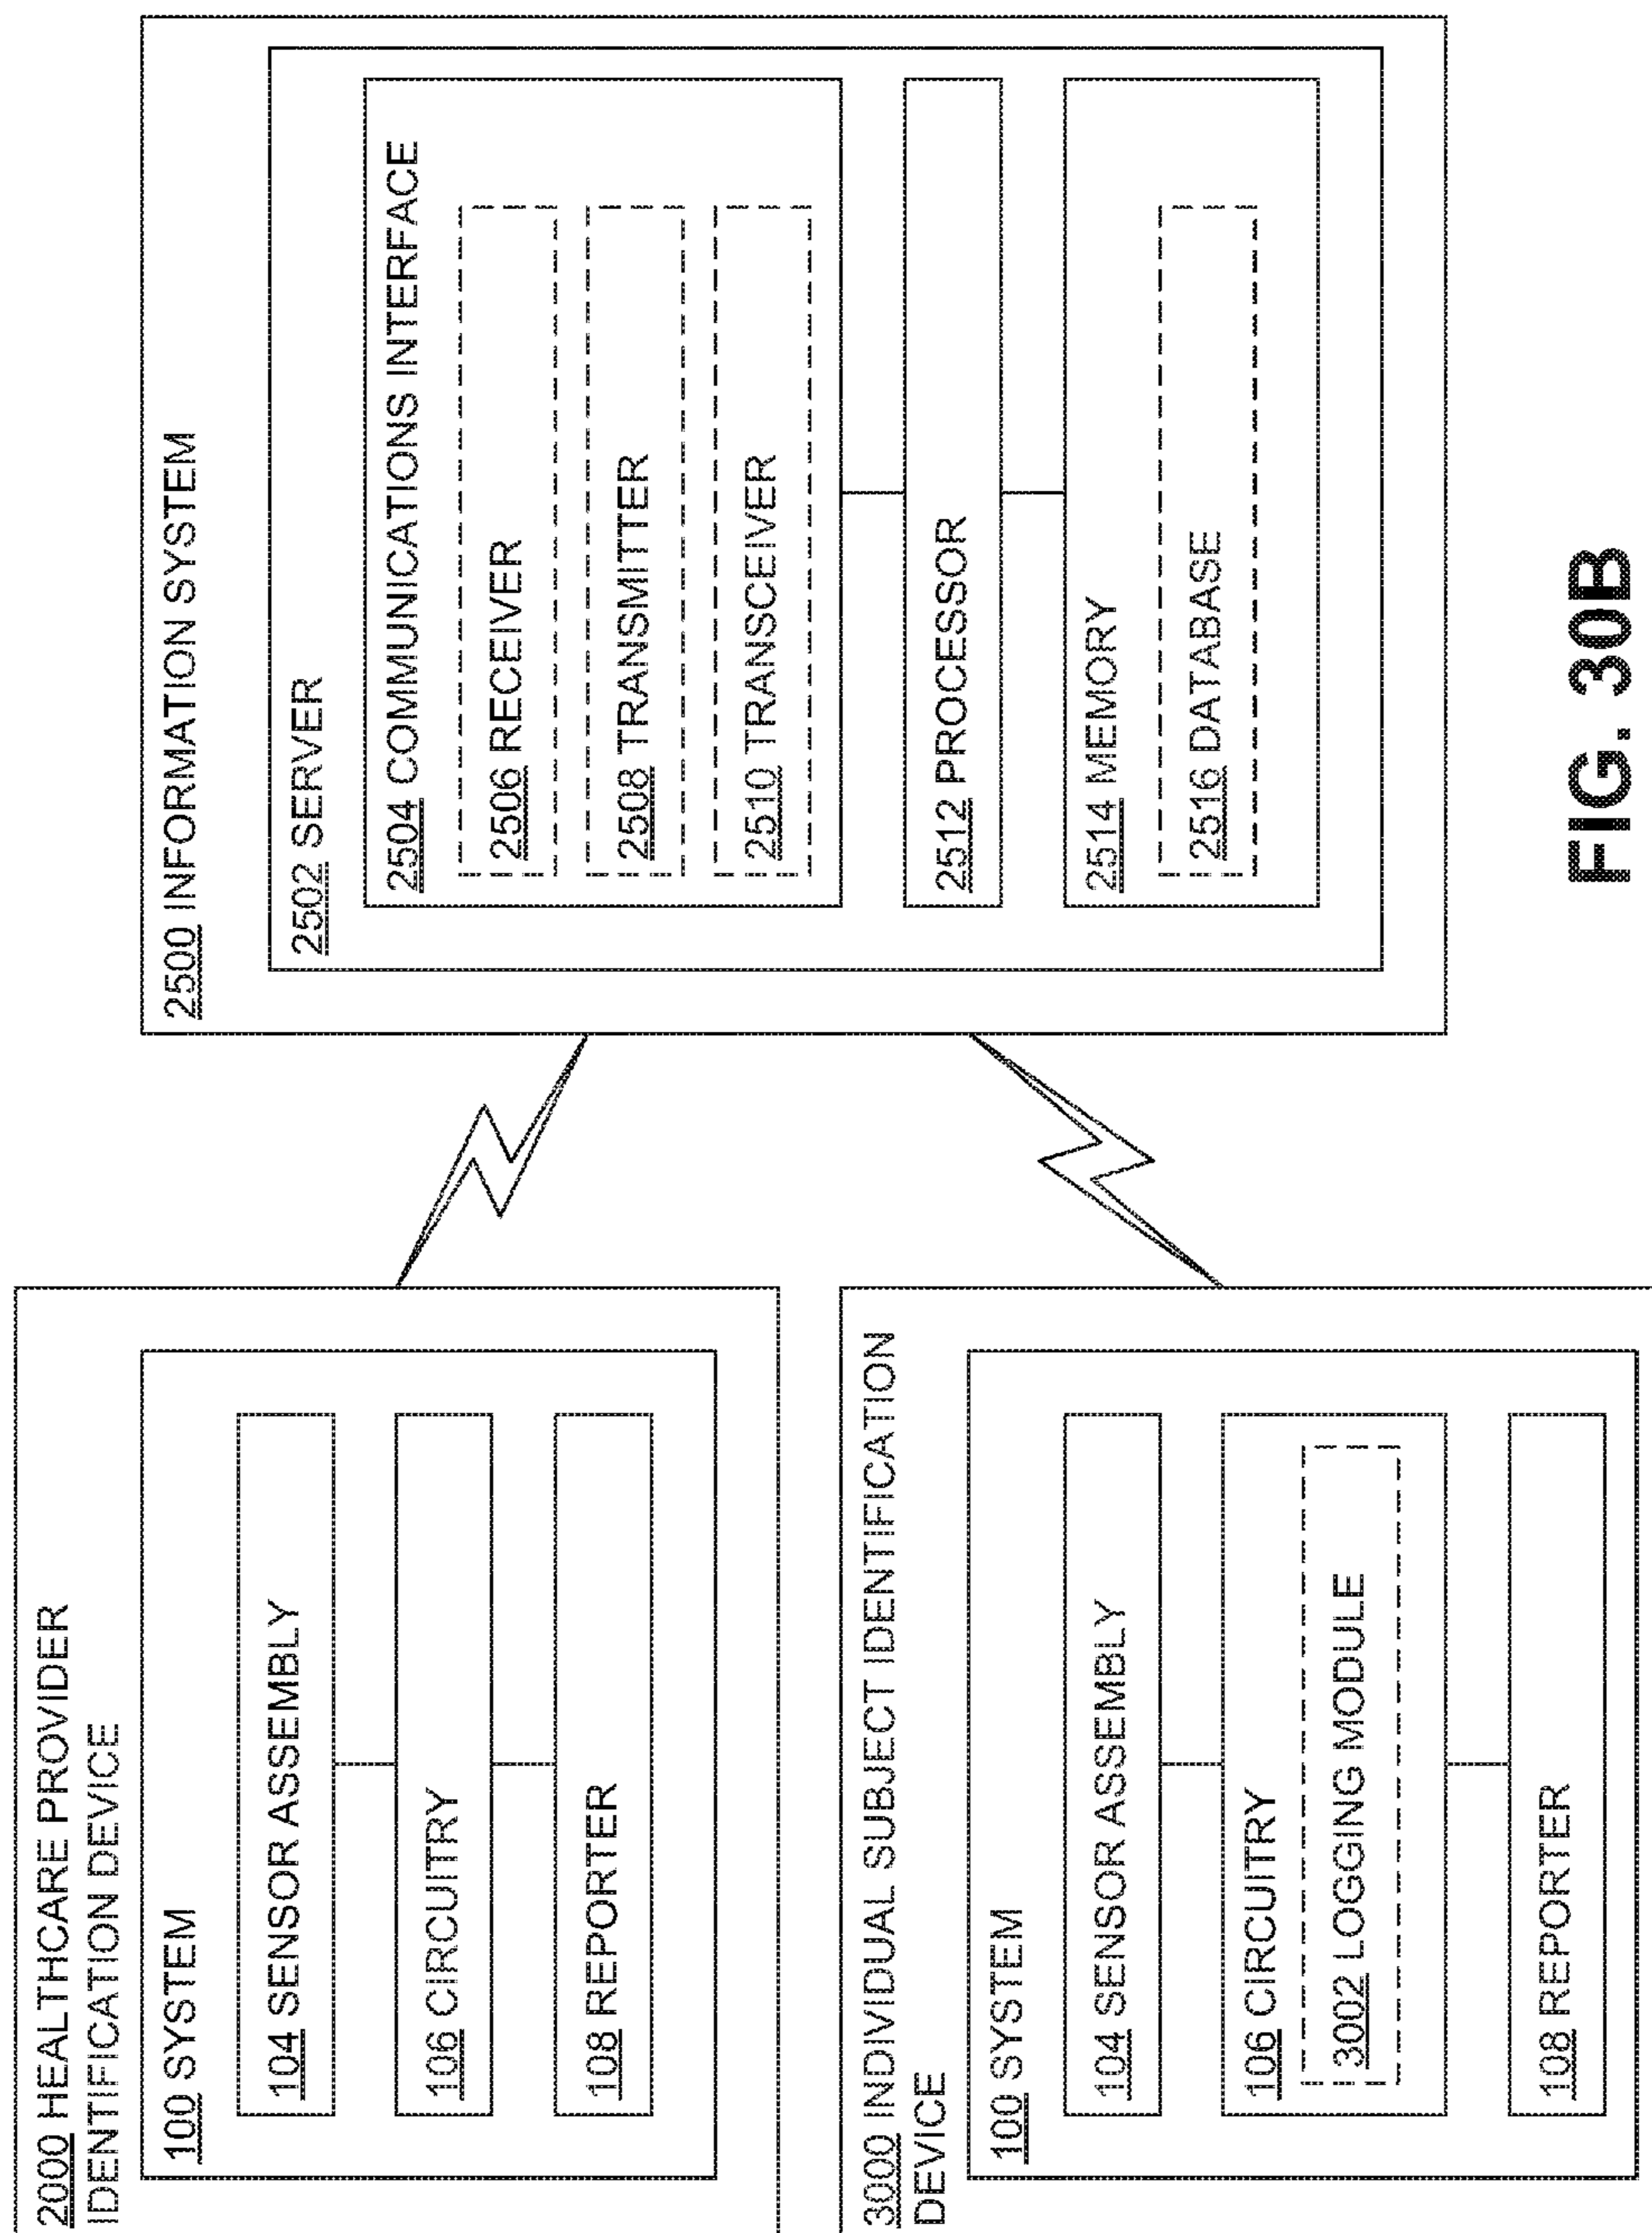 2000 HEALTHCARE PROVIDER
IDENTIFICATION DEVICE
100 SYSTEM
104 SENSOR ASSEMBLY
106 CIRCUITRY
108 REPORTER
3000 INDIVIDUAL SUBJECT IDENTIFICATION
DEVICE
100 SYSTEM
104 SENSOR ASSEMBLY
106 CIRCUITRY
3002 LOGGING MODULE
108 REPORTER
2500 INFORMATION SYSTEM
2502 SERVER
2504 COMMUNICATIONS INTERFACE
2506 RECEIVER
2508 TRANSMITTER
2510 TRANSCEIVER
2512 PROCESSOR
2514 MEMORY
2516 DATABASE
FIG. 30B